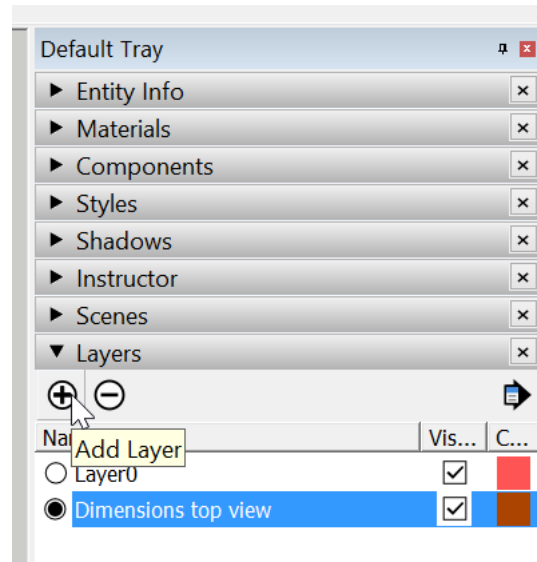 Default Tray
Entity Info
Materials
Components
Styles
Shadows
Instructor
Scenes
Layers
Na Vis... C...
Add Layer
Layer0
Dimensions top view